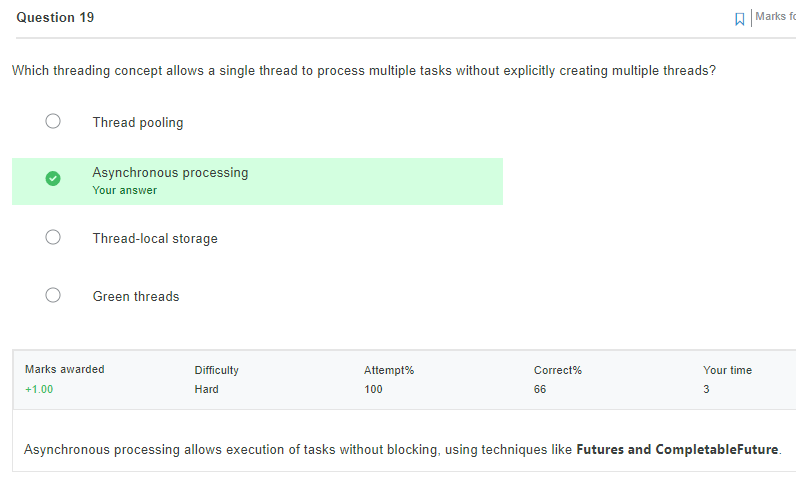 Question 19
Marks fo
Which threading concept allows a single thread to process multiple tasks without explicitly creating multiple threads?
Thread pooling
Asynchronous processing
Your answer
Thread-local storage
Green threads
Marks awarded Difficulty Attempt% Correct% Your time
+1.00 Hard 100 66 3
Asynchronous processing allows execution of tasks without blocking, using techniques like Futures and CompletableFuture.